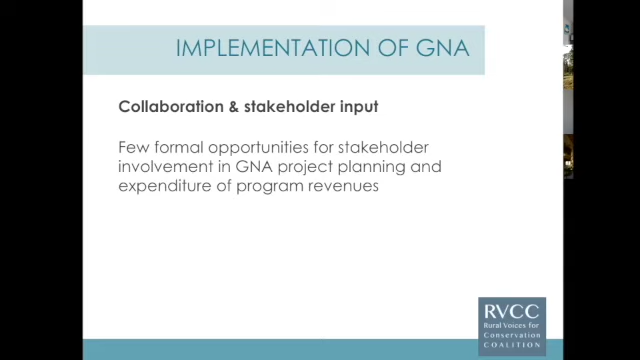 IMPLEMENTATION OF GNA
Collaboration & stakeholder input
Few formal opportunities for stakeholder
involvement in GNA project planning and
expenditure of program revenues
RVCC
Rural Voices for
Conservation
COALITION